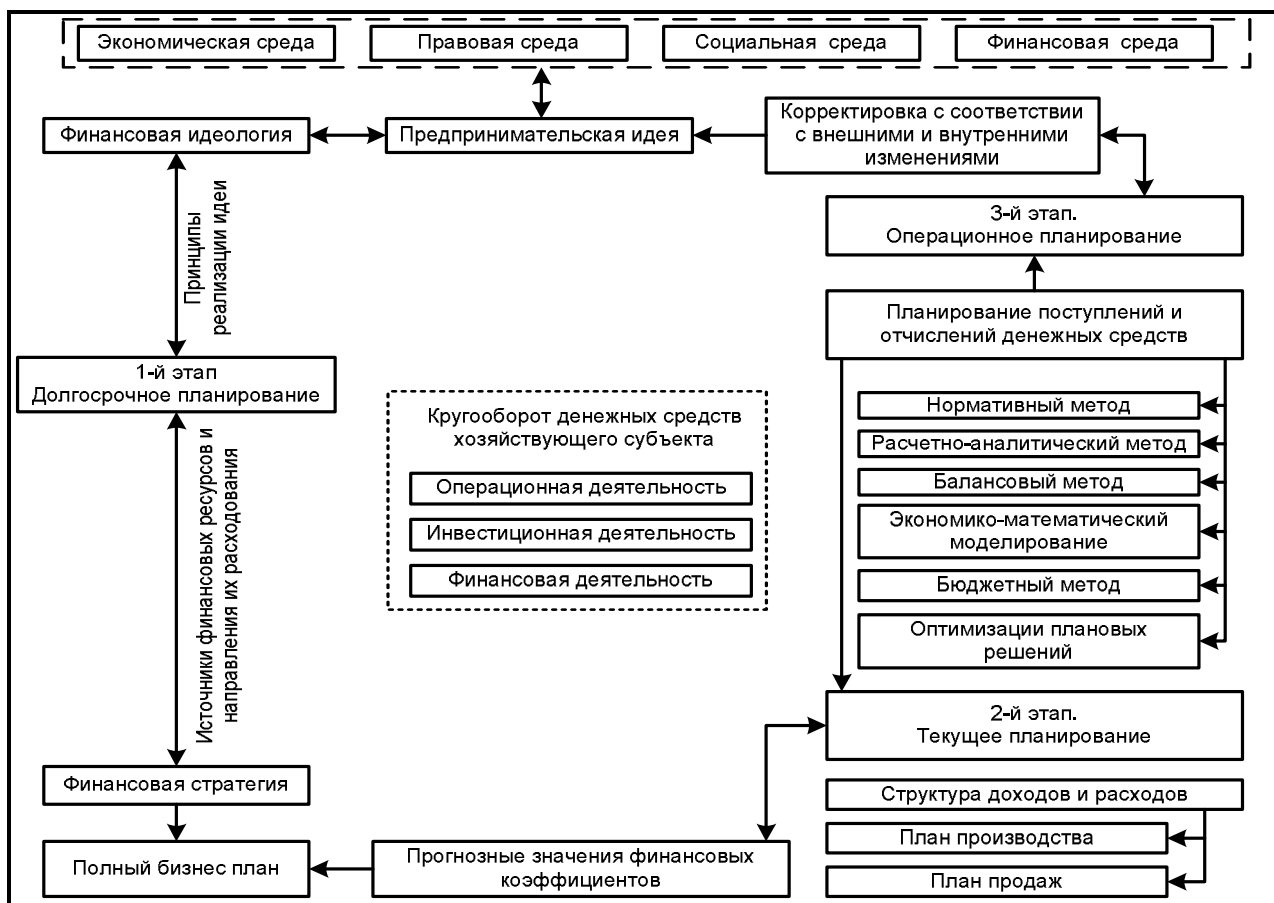 Экономическая среда
Правовая среда
Социальная среда
Финансовая среда
Финансовая идеология
Предпринимательская идея
Корректировка с соответствии
с внешними и внутренними
изменениями
3-й этап.
Операционное планирование
Принципы
реализации идеи
Планирование поступлений и
отчислений денежных средств
1-й этап
Долгосрочное планирование
Кругооборот денежных средств
хозяйствующего субъекта
Операционная деятельность
Инвестиционная деятельность
Финансовая деятельность
Нормативный метод
Расчетно-аналитический метод
Балансовый метод
Экономико-математический
моделирование
Бюджетный метод
Оптимизации плановых
решений
Источники финансовых ресурсов и
направления их расходования
2-й этап.
Текущее планирование
Финансовая стратегия
Структура доходов и расходов
План производства
План продаж
Полный бизнес план
Прогнозные значения финансовых
коэффициентов